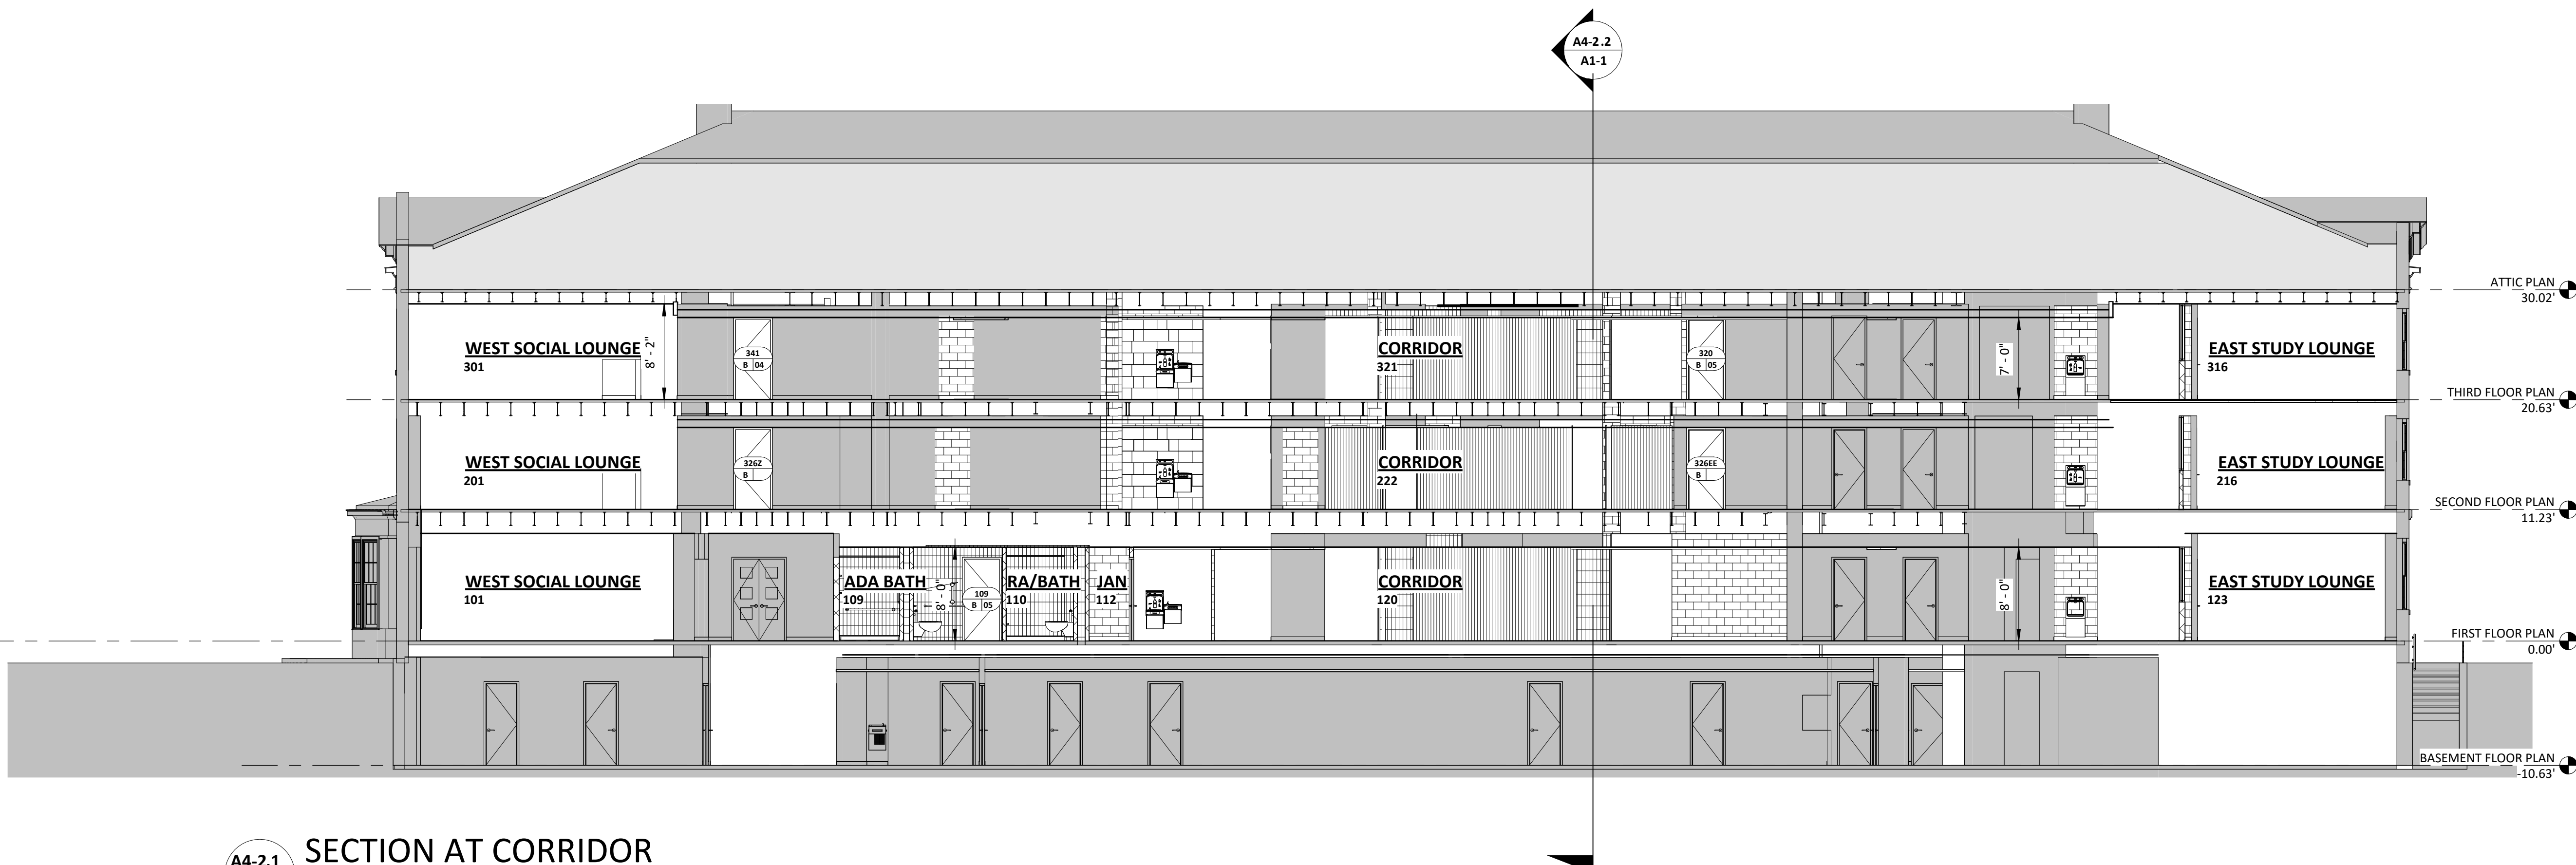 A4-2.2
A1-1
ATTIC PLAN
30.02'
WEST SOCIAL LOUNGE
301
8' - 2"
341
B 04
CORRIDOR
321
320
B 05
7' - 0"
EAST STUDY LOUNGE
316
THIRD FLOOR PLAN
20.63'
WEST SOCIAL LOUNGE
201
326Z
B
CORRIDOR
222
326EE
B
EAST STUDY LOUNGE
216
SECOND FLOOR PLAN
11.23'
WEST SOCIAL LOUNGE
101
ADA BATH
109
8' - 0"
109
B 05
RA/BATH
110
JAN
112
CORRIDOR
120
8' - 0"
EAST STUDY LOUNGE
123
FIRST FLOOR PLAN
0.00'
BASEMENT FLOOR PLAN
-10.63'
A4-2.1
SECTION AT CORRIDOR